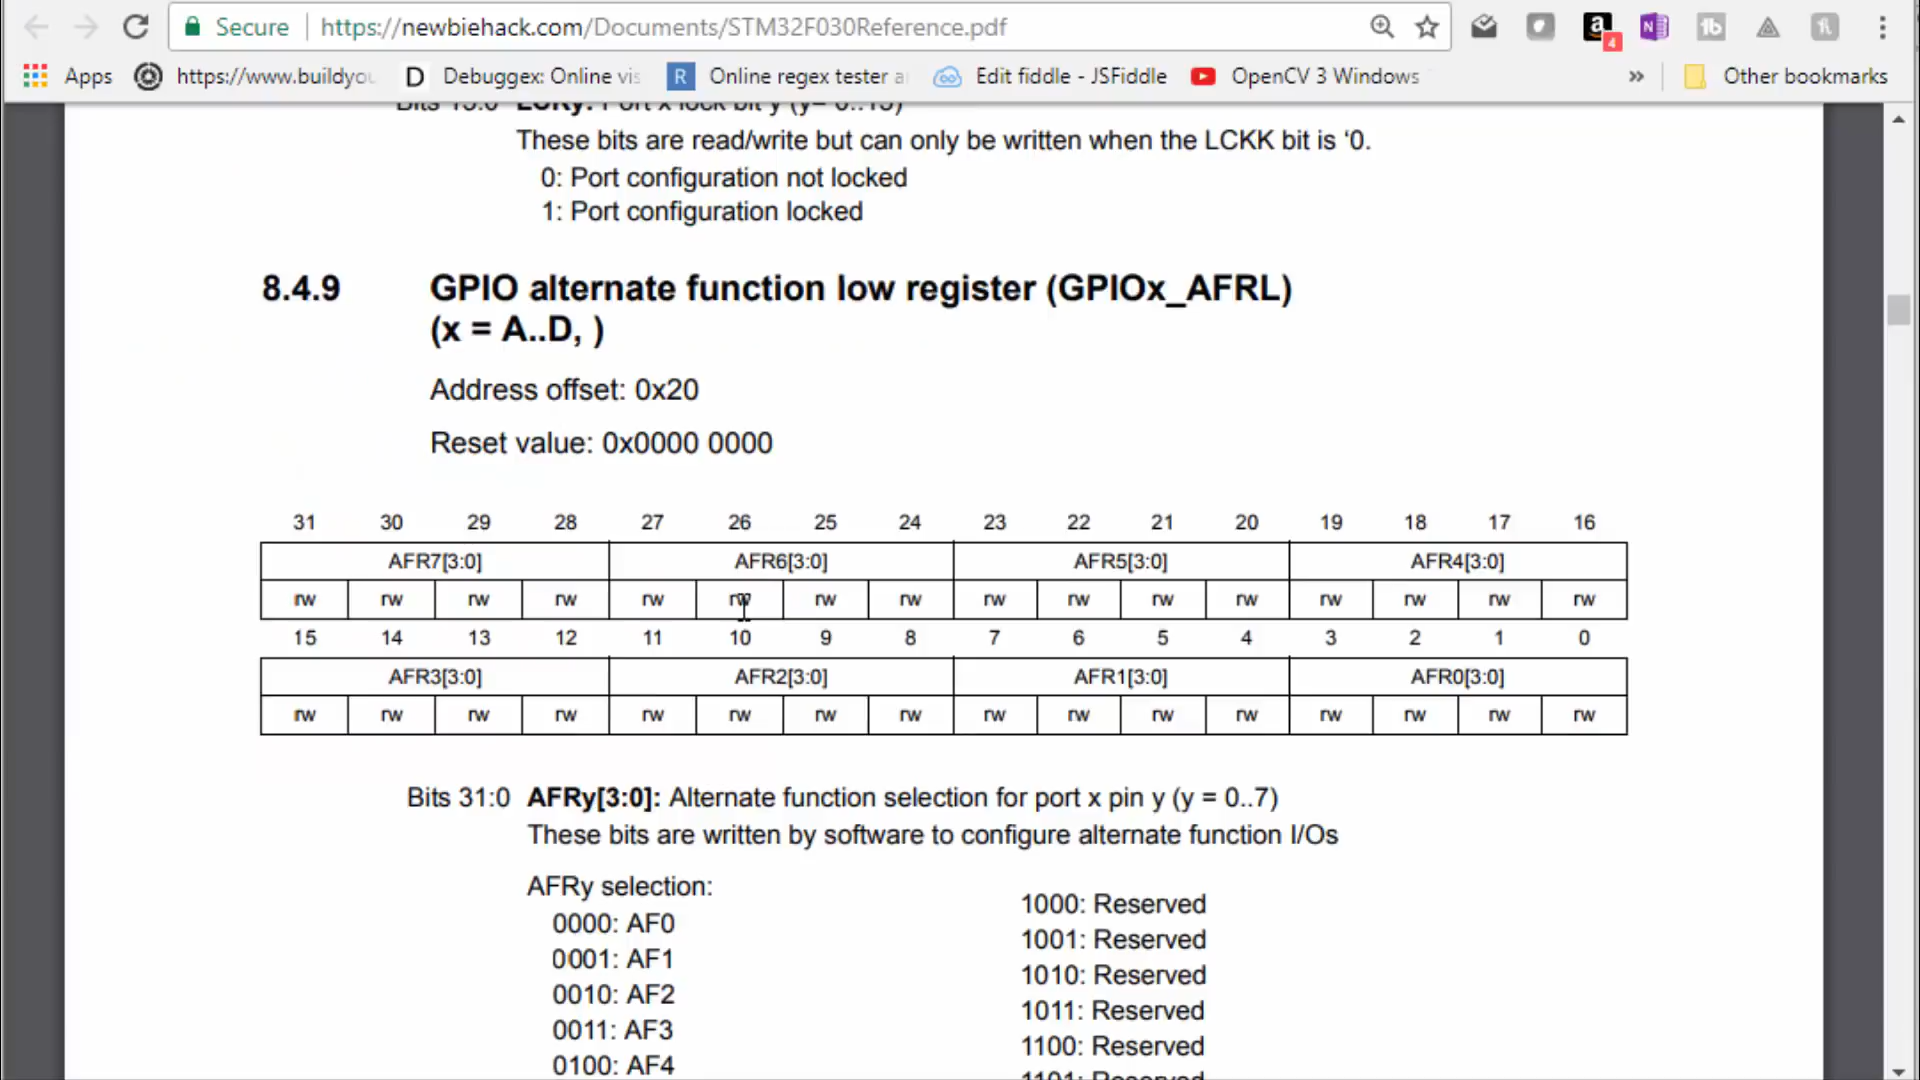 Secure https://newbiehack.com/Documents/STM32F030Reference.pdf
4
Apps https://www.buildyou D Debuggex: Online vis R Online regex tester a Edit fiddle - JSFiddle OpenCV 3 Windows » Other bookmarks
These bits are read/write but can only be written when the LCKK bit is ‘0.
0: Port configuration not locked
1: Port configuration locked
8.4.9 GPIO alternate function low register (GPIOx_AFRL)
(x = A..D, )
Address offset: 0x20
Reset value: 0x0000 0000
31 30 29 28 27 26 25 24 23 22 21 20 19 18 17 16
AFR7[3:0] AFR6[3:0] AFR5[3:0] AFR4[3:0]
rw rw rw rw rw rw rw rw rw rw rw rw rw rw rw rw
15 14 13 12 11 10 9 8 7 6 5 4 3 2 1 0
AFR3[3:0] AFR2[3:0] AFR1[3:0] AFR0[3:0]
rw rw rw rw rw rw rw rw rw rw rw rw rw rw rw rw
Bits 31:0 AFRy[3:0]: Alternate function selection for port x pin y (y = 0..7)
These bits are written by software to configure alternate function I/Os
AFRy selection:
0000: AF0
0001: AF1
0010: AF2
0011: AF3
0100: AF4
1000: Reserved
1001: Reserved
1010: Reserved
1011: Reserved
1100: Reserved